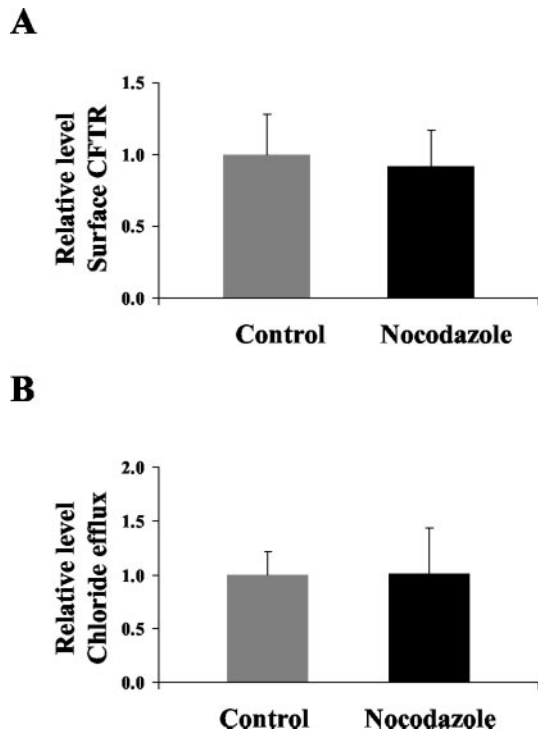 A
Relative level
Surface CFTR
1.5
1.0
0.5
0.0
Control Nocodazole
B
Relative level
Chloride efflux
2.0
1.5
1.0
0.5
0.0
Control Nocodazole